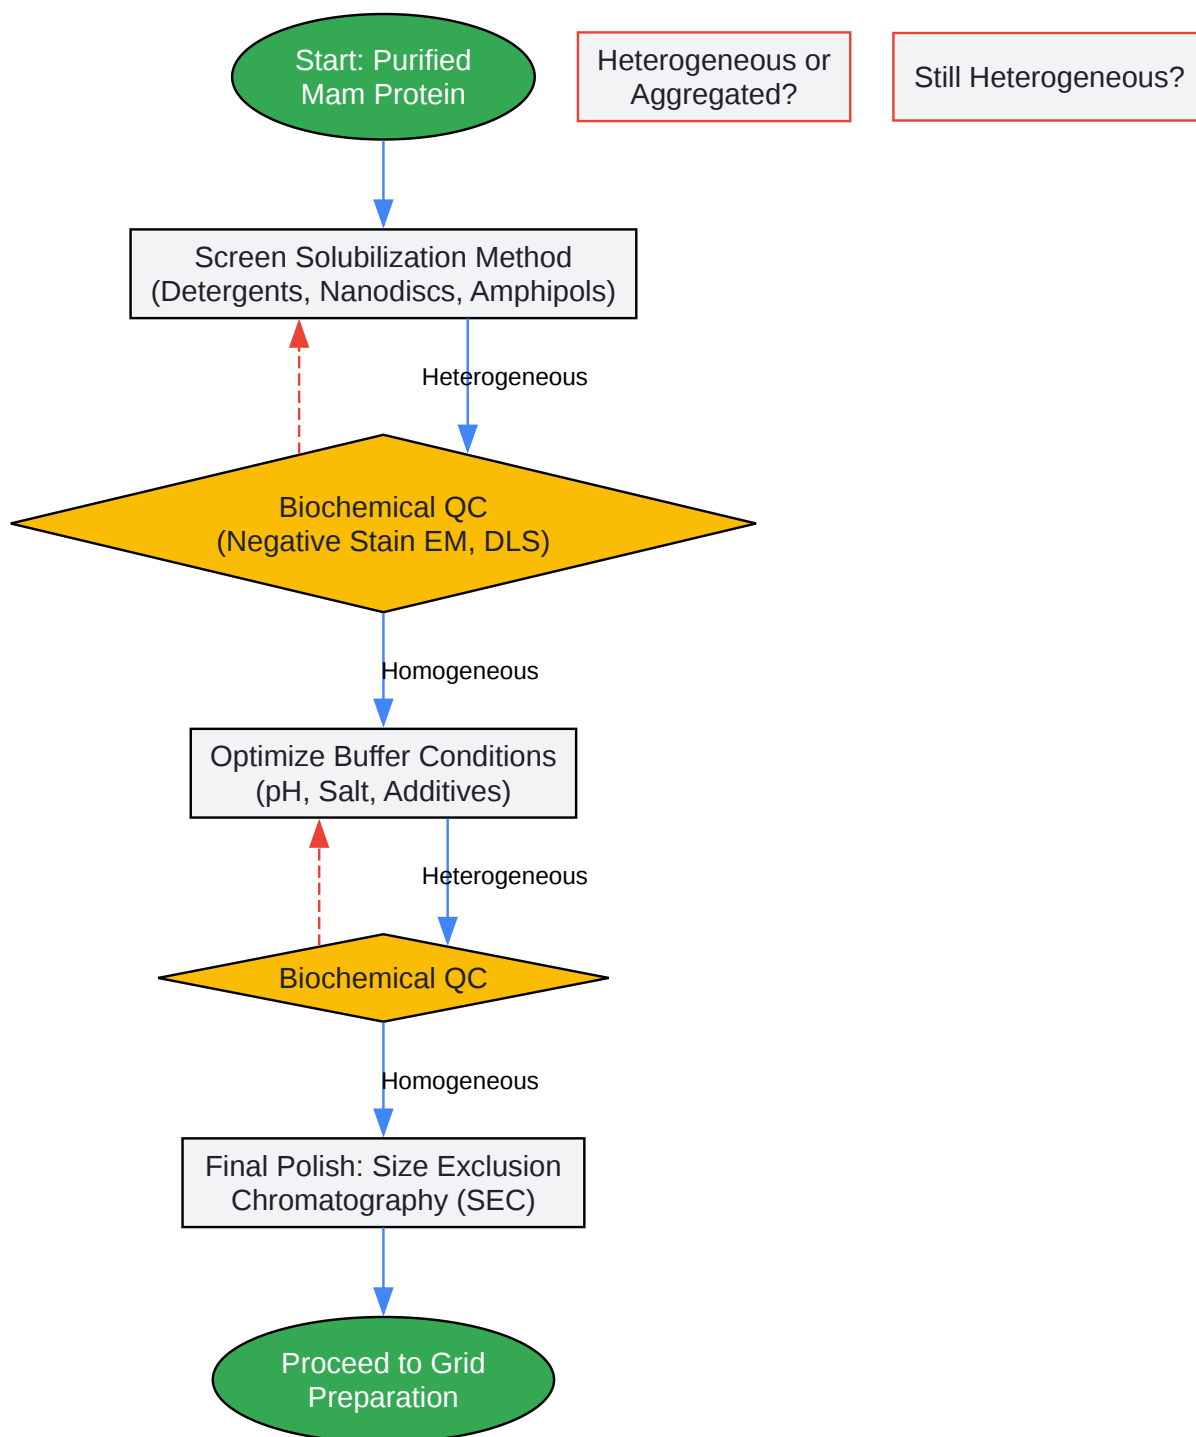 Start: Purified
Mam Protein
Heterogeneous or
Aggregated?
Still Heterogeneous?
Screen Solubilization Method
(Detergents, Nanodiscs, Amphipols)
Heterogeneous
Biochemical QC
(Negative Stain EM, DLS)
Homogeneous
Optimize Buffer Conditions
(pH, Salt, Additives)
Heterogeneous
Biochemical QC
Homogeneous
Final Polish: Size Exclusion
Chromatography (SEC)
Proceed to Grid
Preparation